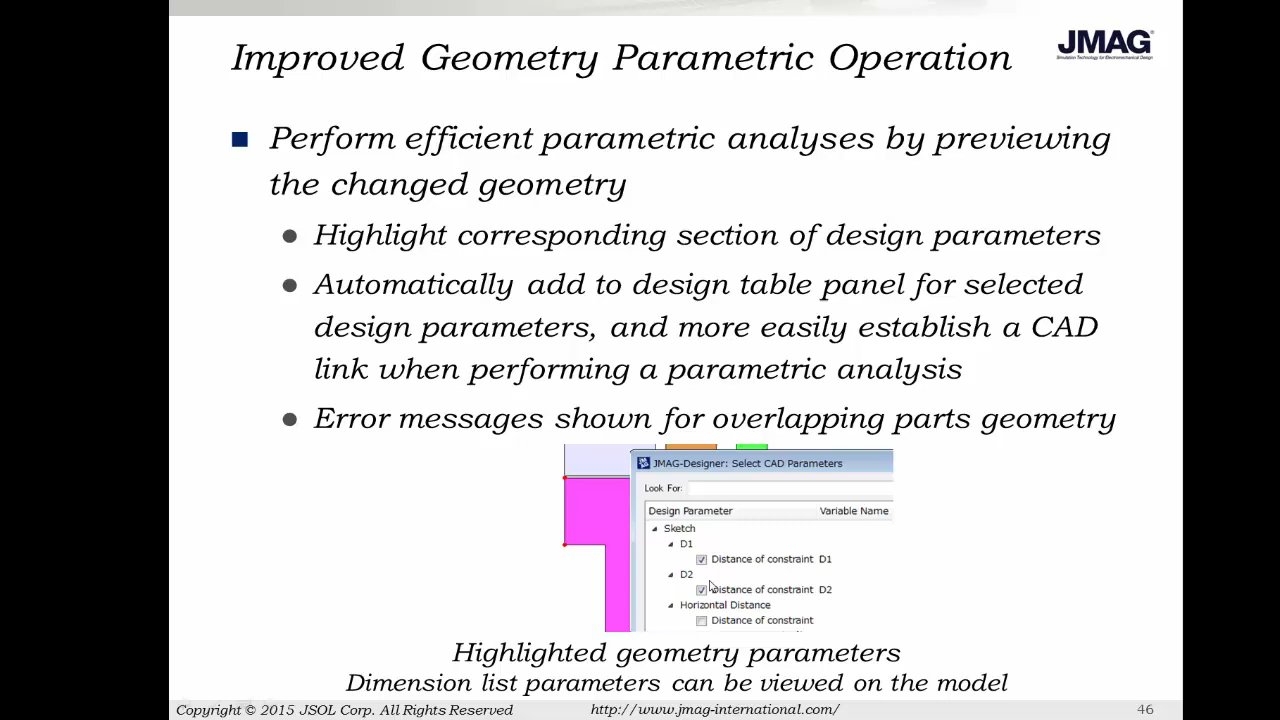 Improved Geometry Parametric Operation
JMAG
Simulation Technology for Electromechanical Design
Perform efficient parametric analyses by previewing
the changed geometry
Highlight corresponding section of design parameters
Automatically add to design table panel for selected
design parameters, and more easily establish a CAD
link when performing a parametric analysis
Error messages shown for overlapping parts geometry
JMAG-Designer: Select CAD Parameters
Look For:
Design Parameter Variable Name
Sketch
D1
Distance of constraint D1
D2
Distance of constraint D2
Horizontal Distance
Distance of constraint
Highlighted geometry parameters
Dimension list parameters can be viewed on the model
Copyright © 2015 JSOL Corp. All Rights Reserved http://www.jmag-international.com/ 46